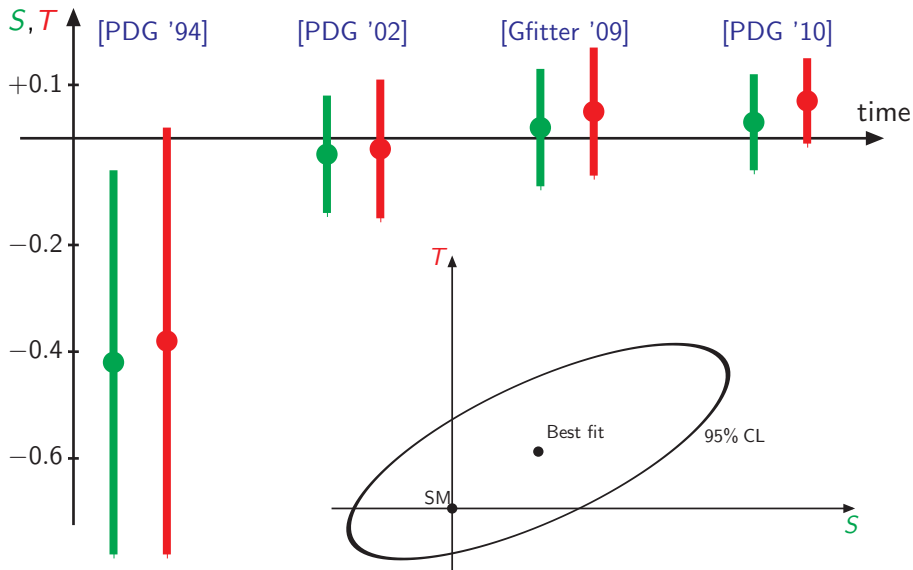 S, T
[PDG '94]
[PDG '02]
[Gfitter '09]
[PDG '10]
+0.1
time
−0.2
T
−0.4
Best fit
95% CL
−0.6
SM
S